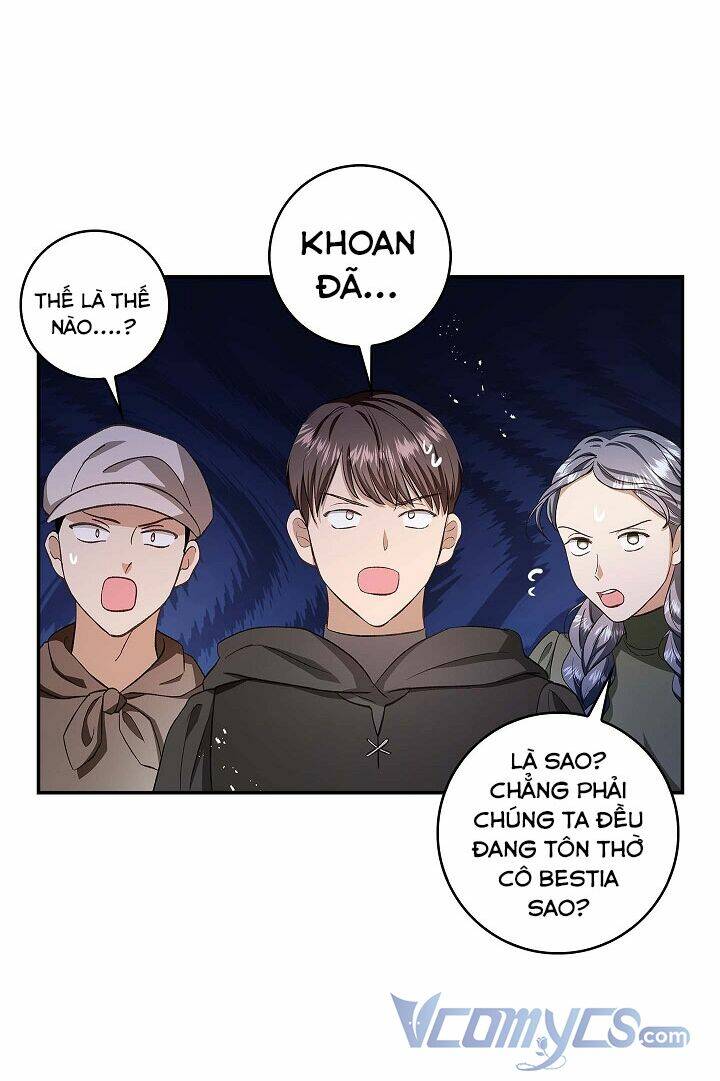 THẾ LÀ THẾ
NÀO....?
KHOAN
ĐÃ...
LÀ SAO?
CHẲNG PHẢI
CHÚNG TA ĐỀU
ĐANG TÔN THỜ
CÔ BESTIA
SAO?
VCOMYCS.com